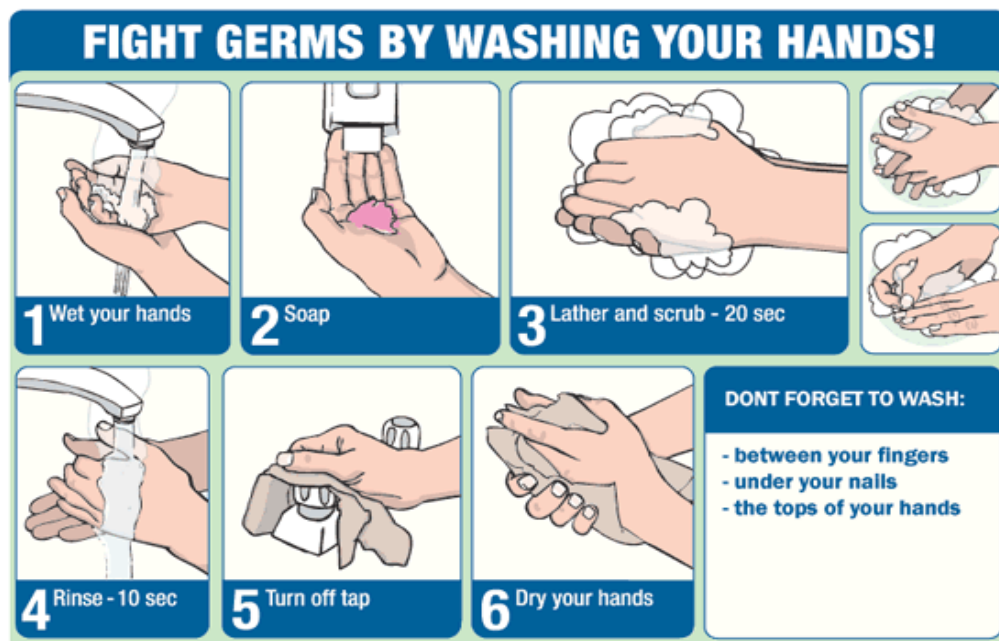 FIGHT GERMS BY WASHING YOUR HANDS!
1 Wet your hands
2 Soap
3 Lather and scrub - 20 sec
4 Rinse - 10 sec
5 Turn off tap
6 Dry your hands
DONT FORGET TO WASH:
- between your fingers
- under your nails
- the tops of your hands